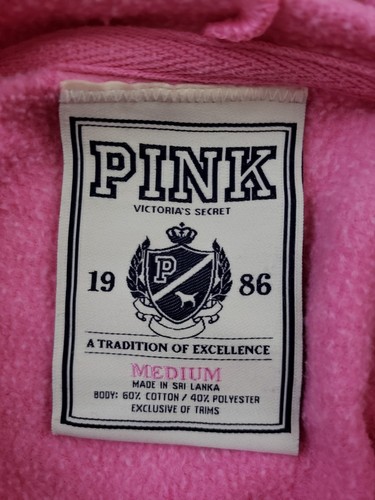 PINK
VICTORIA'S SECRET
P
19 86
A TRADITION OF EXCELLENCE
MEDIUM
MADE IN SRI LANKA
BODY: 60% COTTON / 40% POLYESTER
EXCLUSIVE OF TRIMS